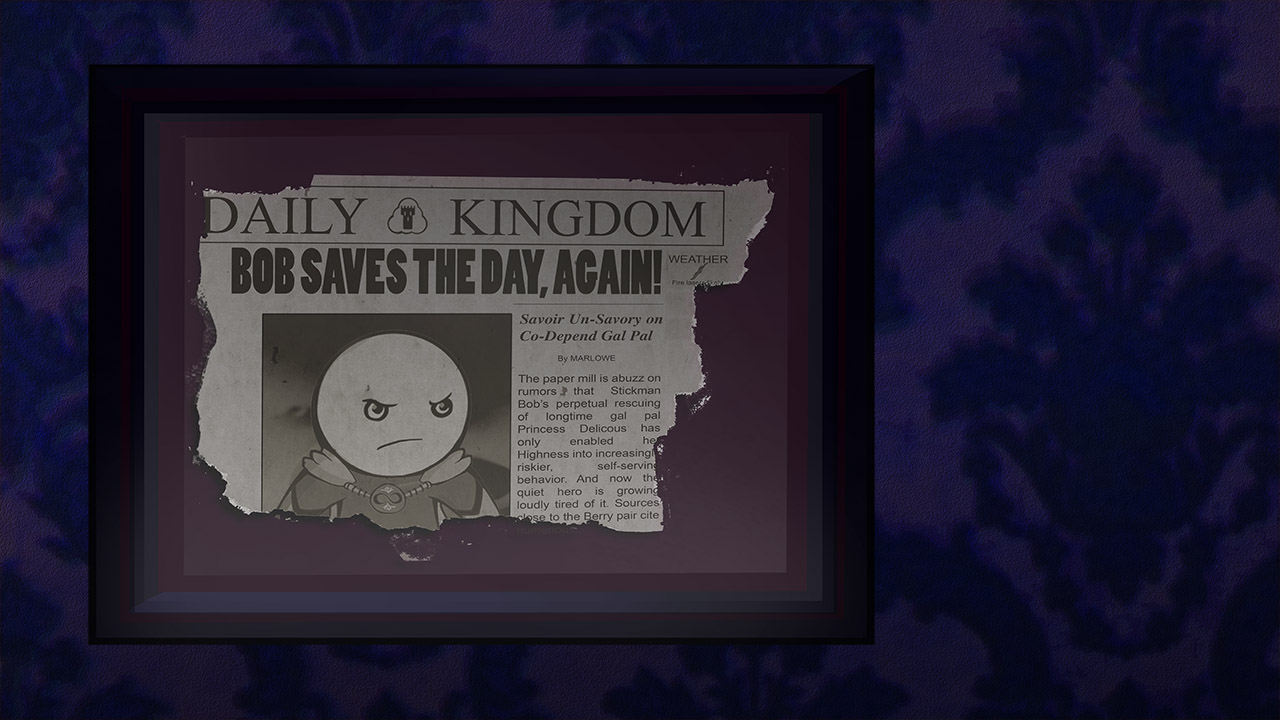 DAILY KINGDOM
BOB SAVES THE DAY, AGAIN!
WEATHER
Savoir Un-Savory on
Co-Depend Gal Pal
By MARLOWE
The paper mill is abuzz on
rumors that Stickman
Bob's perpetual rescuing
of longtime gal pal
Princess Delicous has
only enabled he
Highness into increasingl
riskier, self-serving
behavior. And now the
quiet hero is growing
loudly tired of it. Sources
close to the Berry pair cite